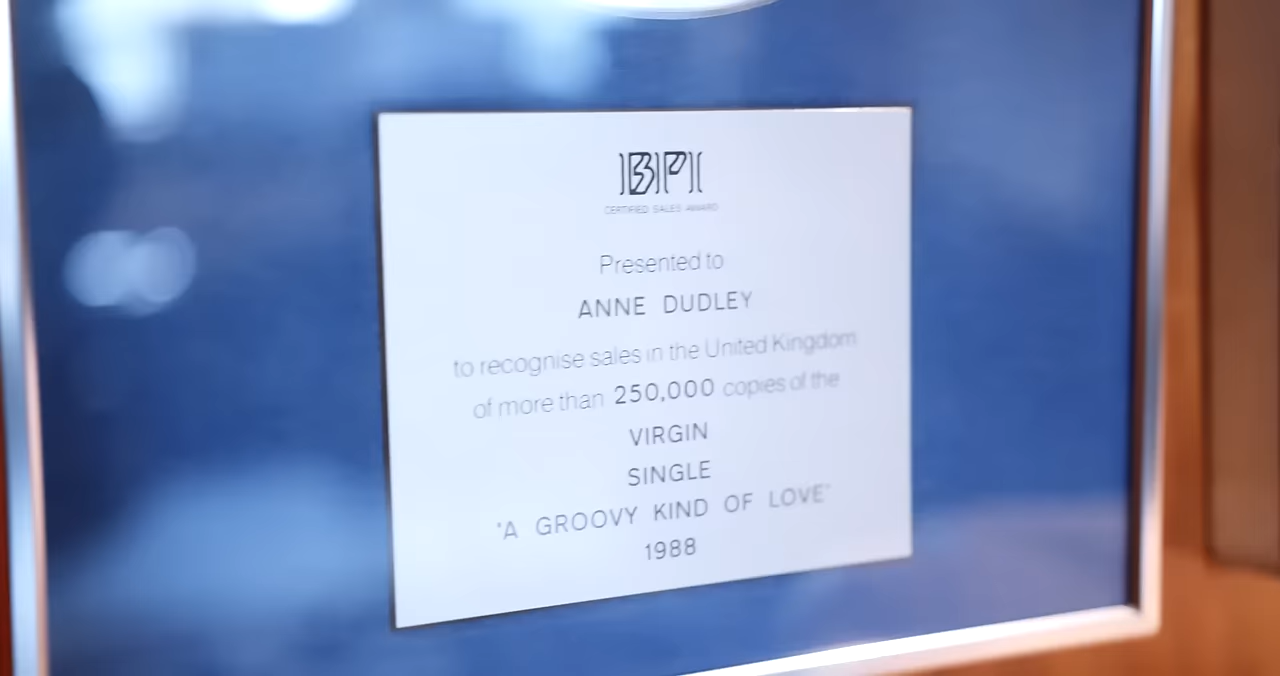 BPI
CERTIFIED SALES AWARD
Presented to
ANNE DUDLEY
to recognise sales in the United Kingdom
of more than 250,000 copies of the
VIRGIN
SINGLE
'A GROOVY KIND OF LOVE'
1988